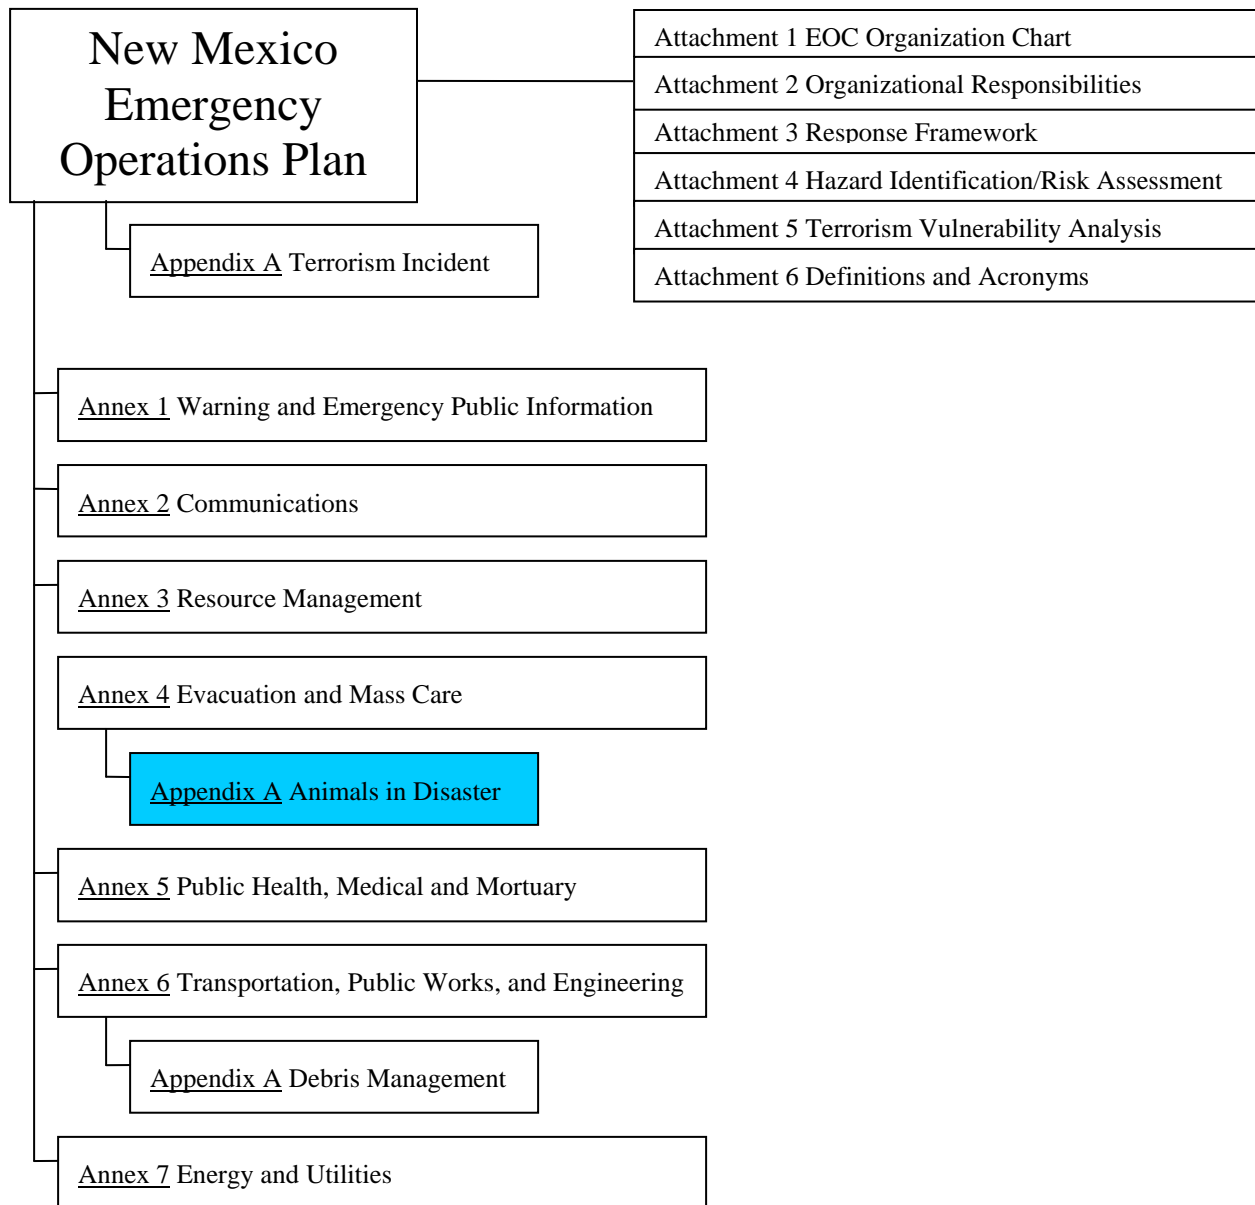 New Mexico
Emergency
Operations Plan
Attachment 1 EOC Organization Chart
Attachment 2 Organizational Responsibilities
Attachment 3 Response Framework
Attachment 4 Hazard Identification/Risk Assessment
Attachment 5 Terrorism Vulnerability Analysis
Attachment 6 Definitions and Acronyms
Appendix A Terrorism Incident
Annex 1 Warning and Emergency Public Information
Annex 2 Communications
Annex 3 Resource Management
Annex 4 Evacuation and Mass Care
Appendix A Animals in Disaster
Annex 5 Public Health, Medical and Mortuary
Annex 6 Transportation, Public Works, and Engineering
Appendix A Debris Management
Annex 7 Energy and Utilities